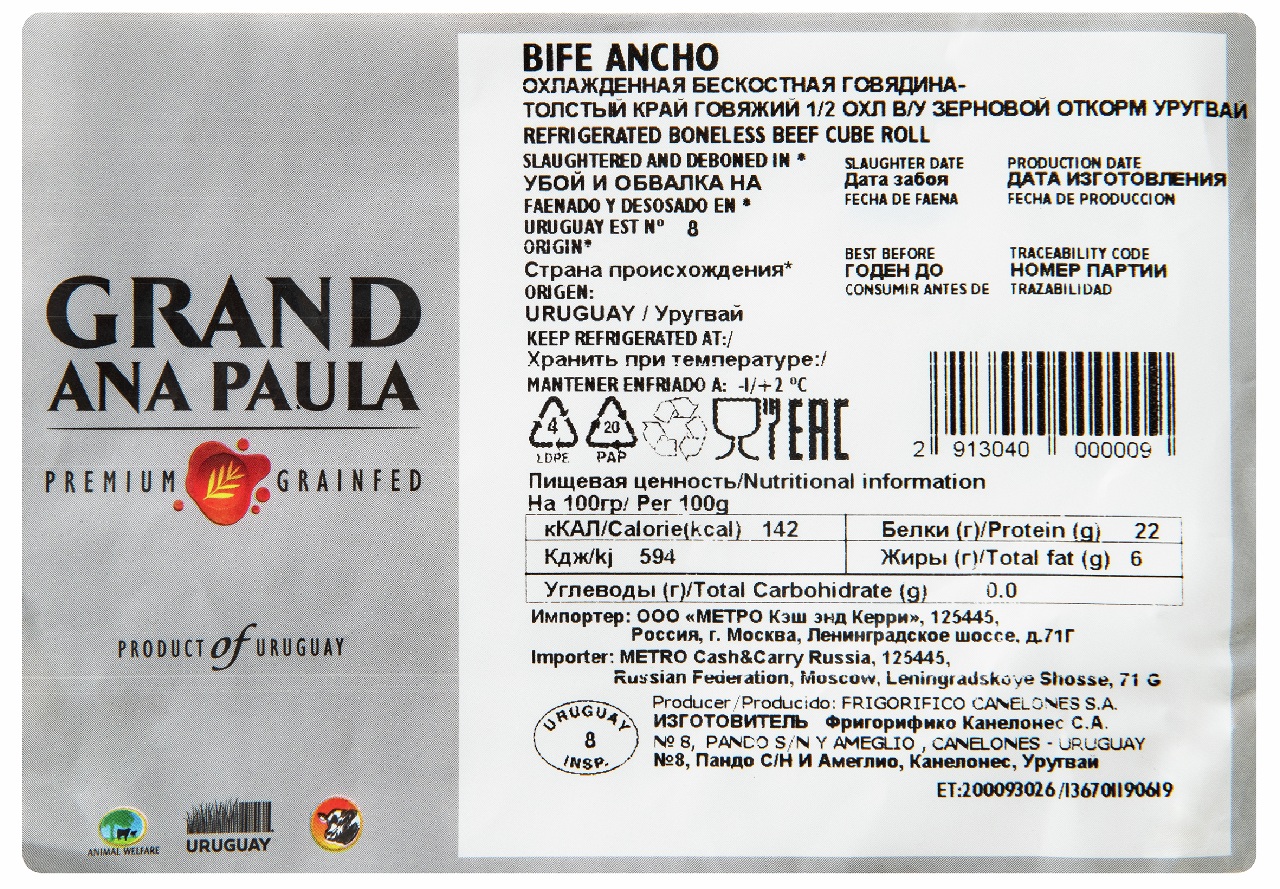 GRAND
ANA PAULA
PREMIUM GRAINFED
PRODUCT of URUGUAY
ANIMAL WELFARE
URUGUAY
BIFE ANCHO
ОХЛАЖДЕННАЯ БЕСКОСТНАЯ ГОВЯДИНА-
ТОЛСТЫЙ КРАЙ ГОВЯЖИЙ 1/2 ОХЛ В/У ЗЕРНОВОЙ ОТКОРМ УРУГВАЙ
REFRIGERATED BONELESS BEEF CUBE ROLL
SLAUGHTERED AND DEBONED IN *
УБОЙ И ОБВАЛКА НА
FAENADO Y DESOSADO EN *
URUGUAY EST Nº 8
SLAUGHTER DATE
Дата забоя
FECHA DE FAENA
PRODUCTION DATE
ДАТА ИЗГОТОВЛЕНИЯ
FECHA DE PRODUCCION
ORIGIN*
Страна происхождения*
ORIGEN:
URUGUAY / Уругвай
BEST BEFORE
ГОДЕН ДО
CONSUMIR ANTES DE
TRACEABILITY CODE
НОМЕР ПАРТИИ
TRAZABILIDAD
KEEP REFRIGERATED AT:/
Хранить при температуре:/
MANTENER ENFRIADO A: -1/+2 ºC
4
LDPE
20
PAP
EAC
2 913040 000009
Пищевая ценность/Nutritional information
На 100гр/ Per 100g
кКАЛ/Calorie(kcal) 142
Белки (г)/Protein (g) 22
Кдж/kj 594
Жиры (г)/Total fat (g) 6
Углеводы (г)/Total Carbohidrate (g) 0.0
Импортер: ООО «МЕТРО Кэш энд Керри», 125445,
Россия, г. Москва, Ленинградское шоссе, д.71Г
Importer: METRO Cash&Carry Russia, 125445,
Russian Federation, Moscow, Leningradskoye Shosse, 71 G
URUGUAY
8
INSP.
Producer/Producido: FRIGORIFICO CANELONES S.A.
ИЗГОТОВИТЕЛЬ Фригорифико Канелонес С.А.
№ 8, PANDO S/N Y AMEGLIO , CANELONES - URUGUAY
№8, Пандо С/Н И Амеглио, Канелонес, Уругвай
ET:200093026/136701190619